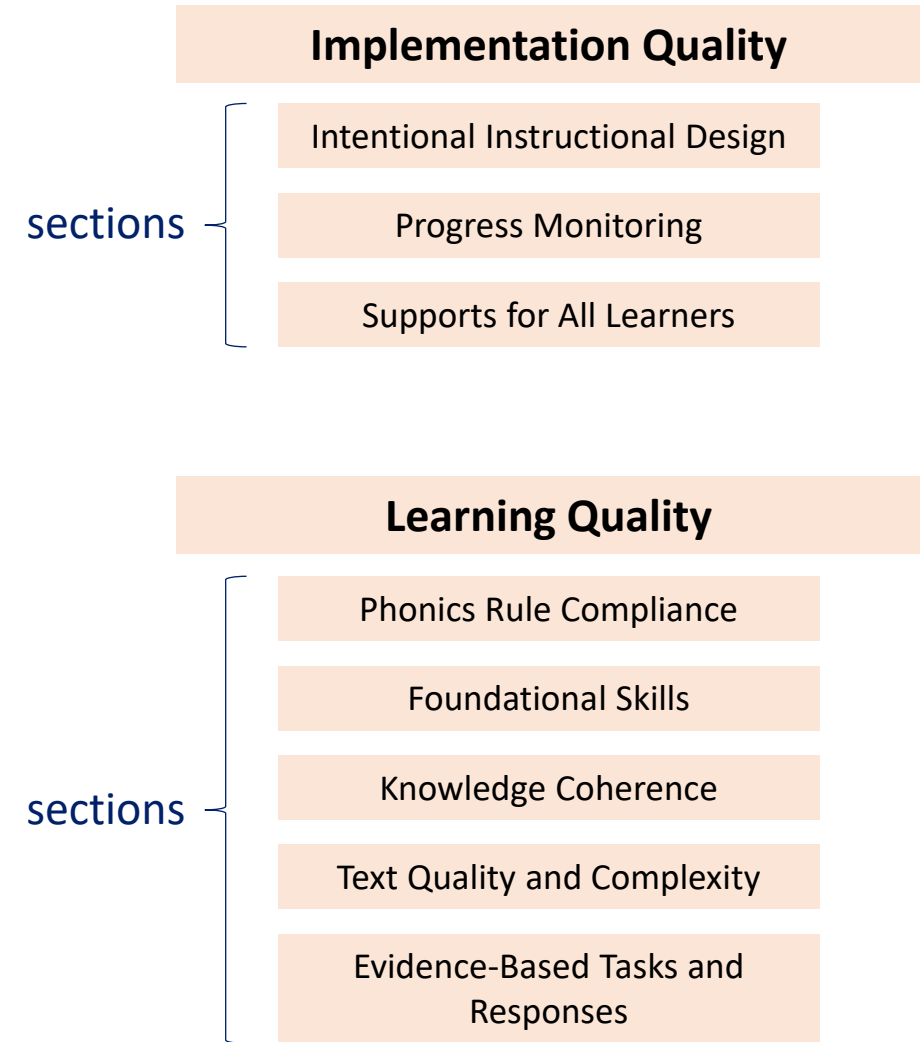 Implementation Quality
sections
Intentional Instructional Design
Progress Monitoring
Supports for All Learners
Learning Quality
sections
Phonics Rule Compliance
Foundational Skills
Knowledge Coherence
Text Quality and Complexity
Evidence-Based Tasks and
Responses